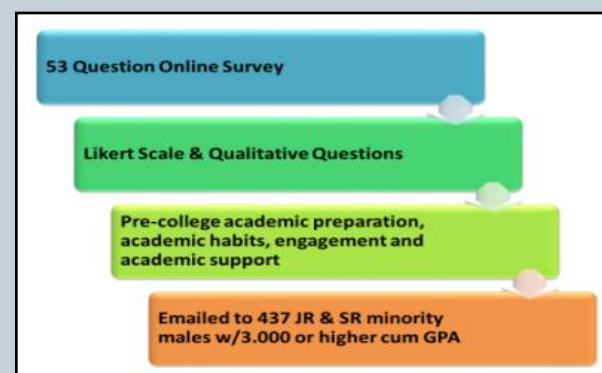 53 Question Online Survey
Likert Scale & Qualitative Questions
Pre-college academic preparation,
academic habits, engagement and
academic support
Emailed to 437 JR & SR minority
males w/3.000 or higher cum GPA